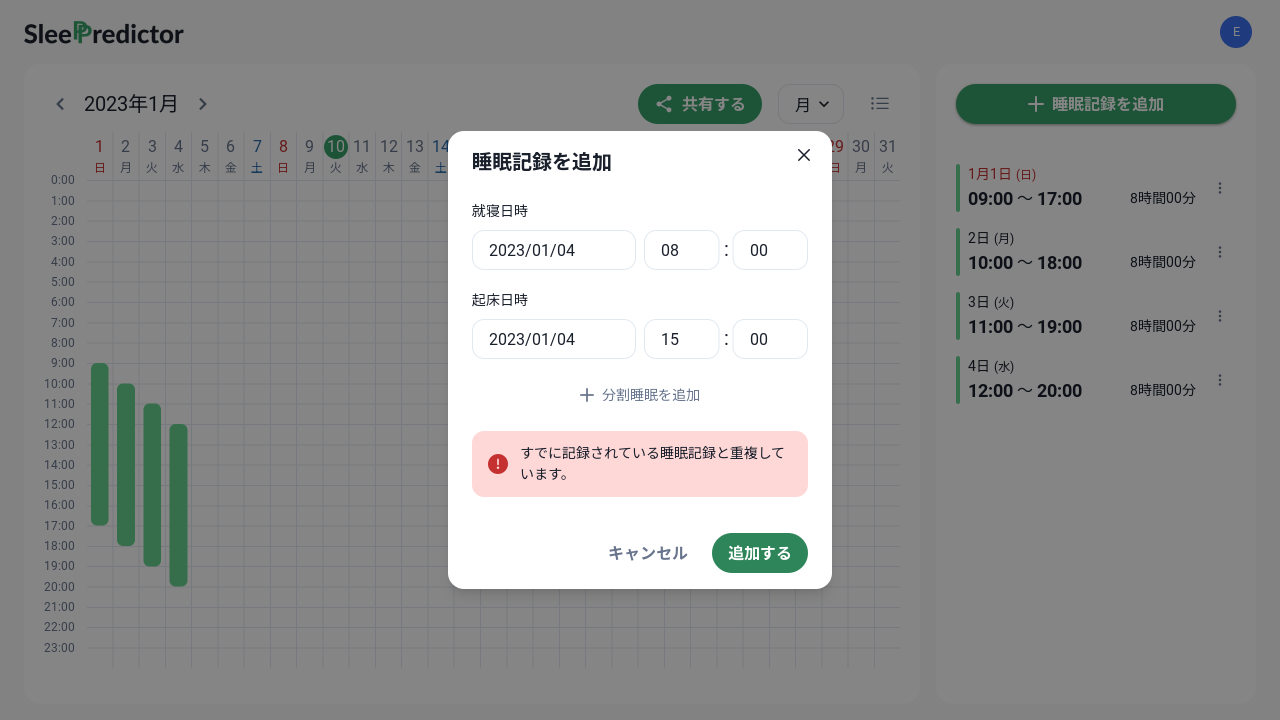 SleePredictor
E
2023年1月
共有する
月
1 2 3 4 5 6 7 8 9 10 11 12 13 14 29 30 31
日 月 火 水 木 金 土 日 月 火 水 木 金 土 日 月 火
0:00
1:00
2:00
3:00
4:00
5:00
6:00
7:00
8:00
9:00
10:00
11:00
12:00
13:00
14:00
15:00
16:00
17:00
18:00
19:00
20:00
21:00
22:00
23:00
睡眠記録を追加
就寝日時
2023/01/04 08 : 00
起床日時
2023/01/04 15 : 00
分割睡眠を追加
すでに記録されている睡眠記録と重複して
います。
キャンセル 追加する
睡眠記録を追加
1月1日 (日)
09:00 〜 17:00 8時間00分
2日 (月)
10:00 〜 18:00 8時間00分
3日 (火)
11:00 〜 19:00 8時間00分
4日 (水)
12:00 〜 20:00 8時間00分